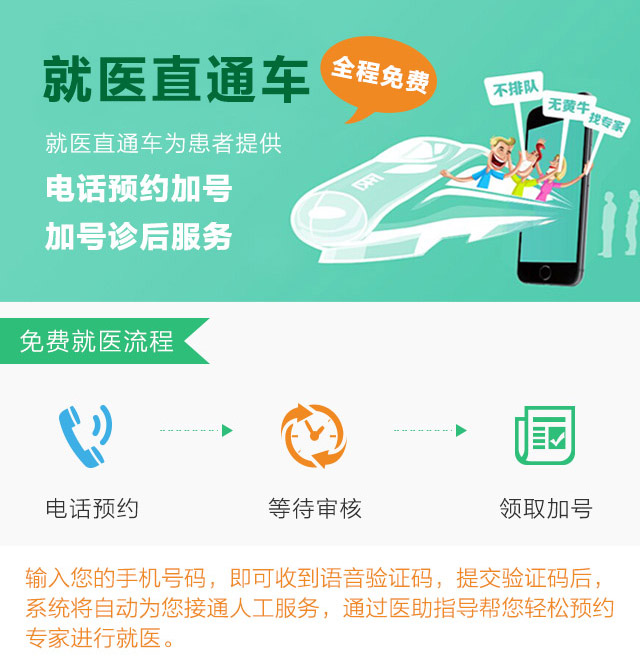 就医直通车
全程免费
就医直通车为患者提供
电话预约加号
加号诊后服务
不排队
无黄牛
找专家
免费就医流程
电话预约
等待审核
领取加号
输入您的手机号码，即可收到语音验证码，提交验证码后，
系统将自动为您接通人工服务，通过医助指导帮您轻松预约
专家进行就医。